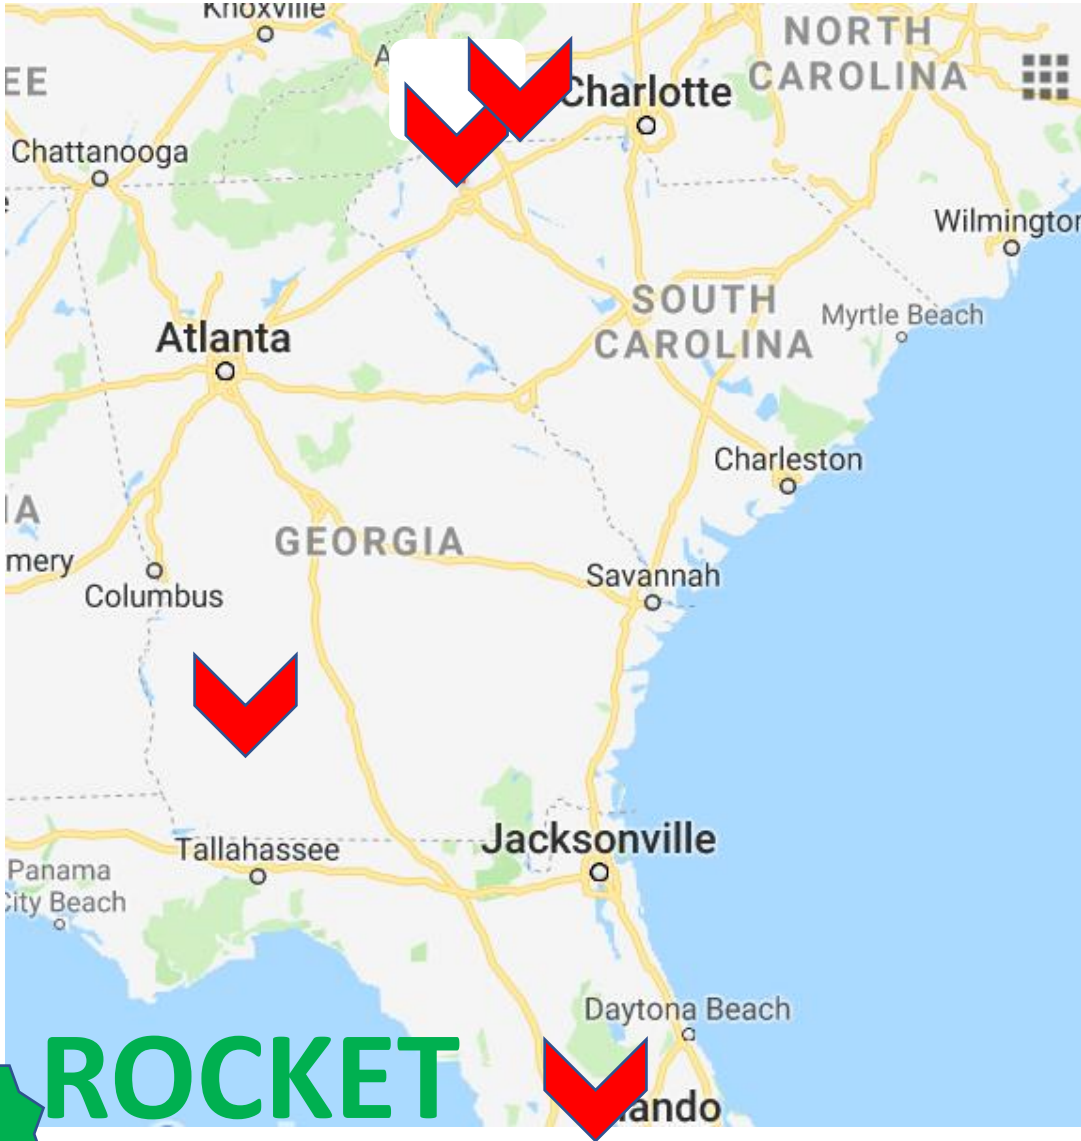 Knoxville
NORTH
CAROLINA
EE
A
Charlotte
Chattanooga
Wilmington
SOUTH
CAROLINA
Myrtle Beach
Atlanta
Charleston
IA
GEORGIA
mery
Columbus
Savannah
Jacksonville
Tallahassee
Panama
City Beach
Daytona Beach
ROCKET
ando